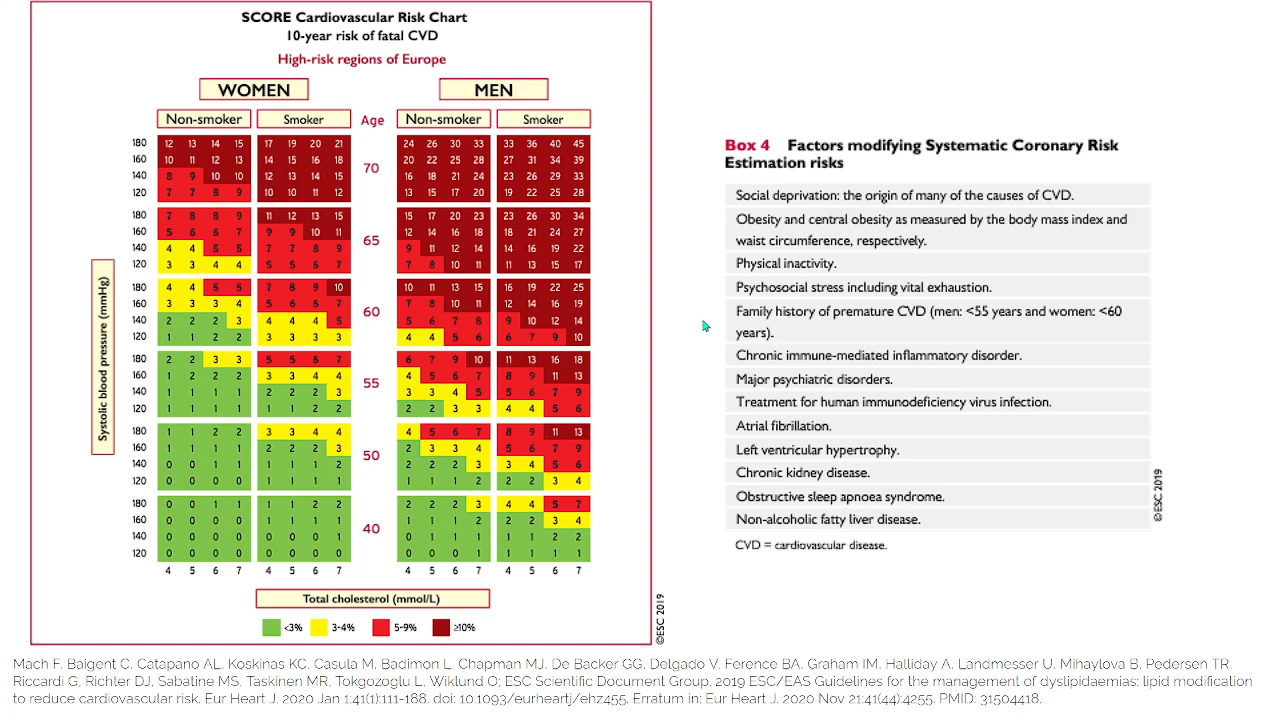 SCORE Cardiovascular Risk Chart
10-year risk of fatal CVD
High-risk regions of Europe
WOMEN MEN
Non-smoker Smoker Age Non-smoker Smoker
Systolic blood pressure (mmHg)
180 12 13 14 15 17 19 20 21 24 26 30 33 33 36 40 45
160 10 11 12 13 14 15 16 18 20 22 25 28 27 31 34 39
70
140 8 9 10 10 12 13 14 15 16 18 21 24 23 26 29 33
120 7 7 8 9 10 10 11 12 13 15 17 20 19 22 25 28
180 7 8 8 9 11 12 13 15 15 17 20 23 23 26 30 34
160 5 6 6 7 9 9 10 11 12 14 16 18 18 21 24 27
65
140 4 4 5 5 7 7 8 9 9 11 12 14 14 16 19 22
120 3 3 4 4 5 5 6 7 7 8 10 11 11 13 15 17
180 4 4 5 5 7 8 9 10 10 11 13 15 16 19 22 25
160 3 3 3 4 5 6 6 7 7 8 10 11 12 14 16 19
60
140 2 2 2 3 4 4 4 5 5 6 7 8 9 10 12 14
120 1 1 2 2 3 3 3 3 4 4 5 6 6 7 9 10
180 2 2 3 3 5 5 6 7 6 7 9 10 11 13 16 18
160 1 2 2 2 3 3 4 4 4 5 6 7 8 9 11 13
55
140 1 1 1 1 2 2 2 3 3 3 4 5 5 6 7 9
120 1 1 1 1 1 1 2 2 2 2 3 3 4 4 5 6
180 1 1 2 2 3 3 4 4 4 5 6 7 8 9 11 13
160 1 1 1 1 2 2 2 3 2 3 3 4 5 6 7 9
50
140 0 0 1 1 1 1 1 2 2 2 2 3 3 4 5 6
120 0 0 0 1 1 1 1 1 1 1 1 2 2 2 3 4
180 0 0 1 1 1 1 2 2 2 2 2 3 4 4 5 7
160 0 0 0 0 1 1 1 1 1 1 1 2 2 2 3 4
40
140 0 0 0 0 0 0 0 1 0 1 1 1 1 1 2 2
120 0 0 0 0 0 0 0 0 0 0 0 1 1 1 1 1
4 5 6 7 4 5 6 7 4 5 6 7 4 5 6 7
Total cholesterol (mmol/L)
<3% 3-4% 5-9% ≥10%
©ESC 2019
Box 4 Factors modifying Systematic Coronary Risk
Estimation risks
Social deprivation: the origin of many of the causes of CVD.
Obesity and central obesity as measured by the body mass index and
waist circumference, respectively.
Physical inactivity.
Psychosocial stress including vital exhaustion.
Family history of premature CVD (men: <55 years and women: <60
years).
Chronic immune-mediated inflammatory disorder.
Major psychiatric disorders.
Treatment for human immunodeficiency virus infection.
Atrial fibrillation.
Left ventricular hypertrophy.
Chronic kidney disease.
Obstructive sleep apnoea syndrome.
Non-alcoholic fatty liver disease.
CVD = cardiovascular disease.
©ESC 2019
Mach F, Baigent C, Catapano AL, Koskinas KC, Casula M, Badimon L, Chapman MJ, De Backer GG, Delgado V, Ference BA, Graham IM, Halliday A, Landmesser U, Mihaylova B, Pedersen TR,
Riccardi G, Richter DJ, Sabatine MS, Taskinen MR, Tokgozoglu L, Wiklund O; ESC Scientific Document Group. 2019 ESC/EAS Guidelines for the management of dyslipidaemias: lipid modification
to reduce cardiovascular risk. Eur Heart J. 2020 Jan 1;41(1):111-188. doi: 10.1093/eurheartj/ehz455. Erratum in: Eur Heart J. 2020 Nov 21;41(44):4255. PMID: 31504418.